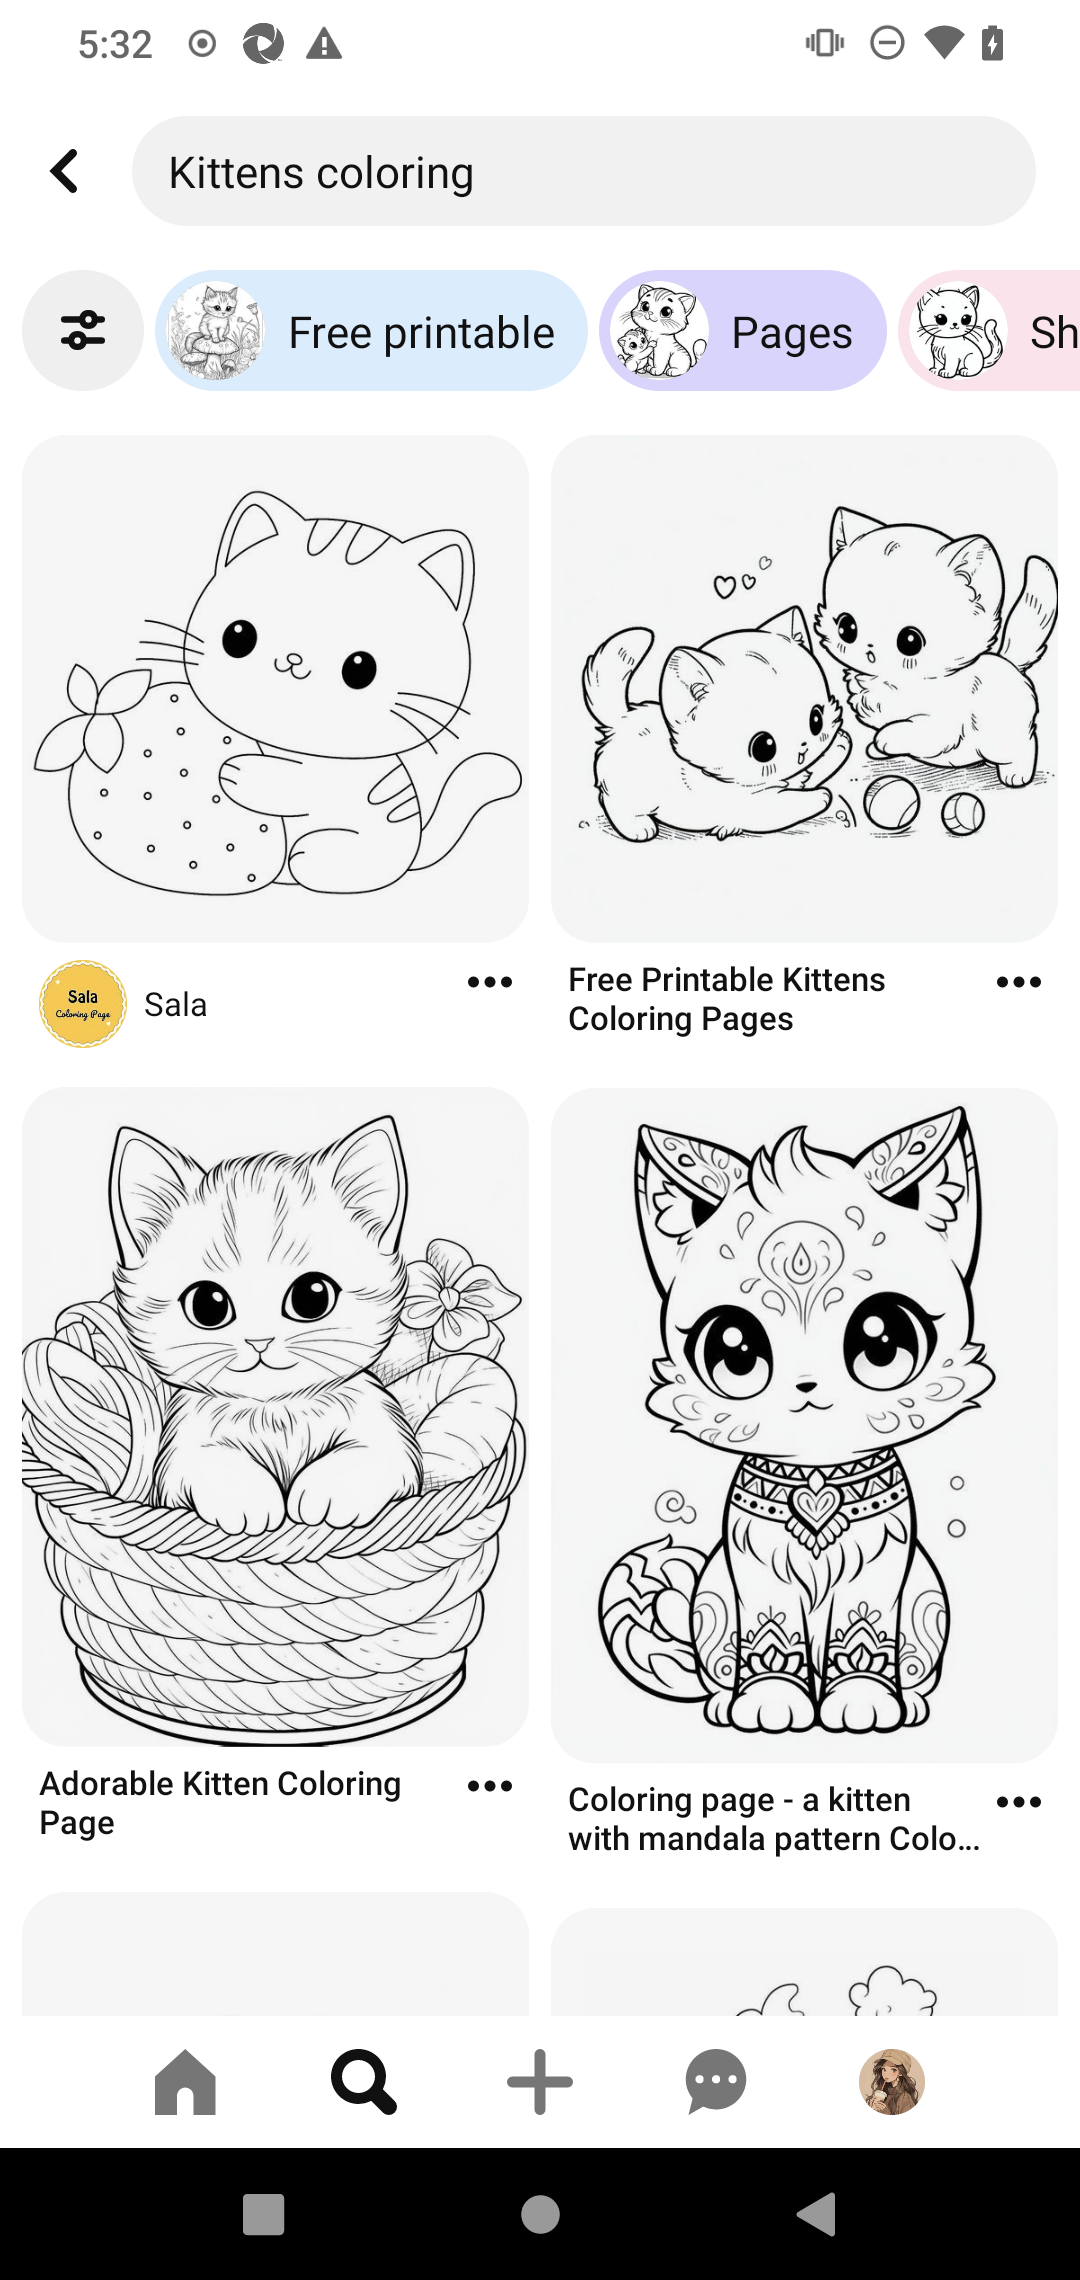 5:32
Kittens coloring
Free printable
Pages
Sh
Sala
Coloring Page
Sala
Free Printable Kittens
Coloring Pages
Adorable Kitten Coloring
Page
Coloring page - a kitten
with mandala pattern Colo...